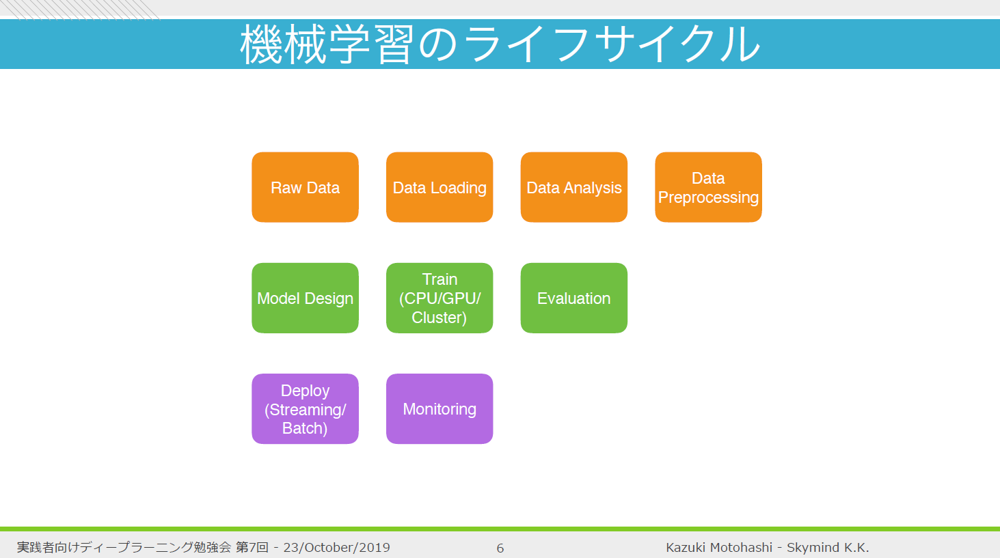 機械学習のライフサイクル
Raw Data
Data Loading
Data Analysis
Data
Preprocessing
Model Design
Train
(CPU/GPU/
Cluster)
Evaluation
Deploy
(Streaming/
Batch)
Monitoring
実践者向けディープラーニング勉強会 第7回 - 23/October/2019
6
Kazuki Motohashi - Skymind K.K.